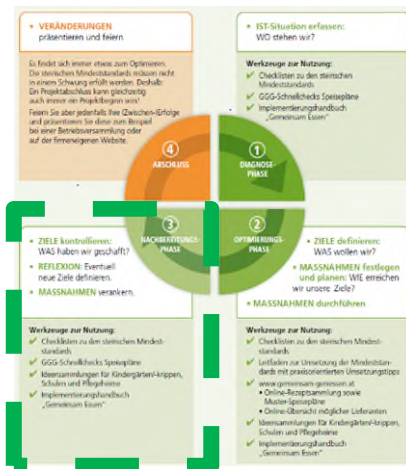 • VERÄNDERUNGEN
präsentieren und feiern
Es findet sich immer etwas zum Optimieren.
Die steirischen Mindeststandards müssen nicht
in einem Schwung erfüllt werden. Deshalb:
Ein Projektabschluss kann gleichzeitig
auch immer ein Projektbeginn sein!
Feiern Sie aber jedenfalls Ihre (Zwischen-)Erfolge
und präsentieren Sie diese zum Beispiel
bei einer Betriebsversammlung oder
auf der firmeneigenen Website.
• IST-Situation erfassen:
WO stehen wir?
Werkzeuge zur Nutzung:
✔ Checklisten zu den steirischen
Mindeststandards
✔ GGG-Schnellchecks Speisepläne
✔ Implementierungshandbuch
„Gemeinsam Essen“
4
ABSCHLUSS
1
DIAGNOSE-
PHASE
3
NACHBEREITUNGS-
PHASE
2
OPTIMIERUNGS-
PHASE
• ZIELE kontrollieren:
WAS haben wir geschafft?
• REFLEXION: Eventuell
neue Ziele definieren.
• MASSNAHMEN verankern.
Werkzeuge zur Nutzung:
✔ Checklisten zu den steirischen Mindest-
standards
✔ GGG-Schnellchecks Speisepläne
✔ Ideensammlungen für Kindergärten/-krippen,
Schulen und Pflegeheime
✔ Implementierungshandbuch
„Gemeinsam Essen“
• ZIELE definieren:
WAS wollen wir?
• MASSNAHMEN festlegen
und planen: WIE erreichen
wir unsere Ziele?
• MASSNAHMEN durchführen
Werkzeuge zur Nutzung:
✔ Checklisten zu den steirischen Mindest-
standards
✔ Leitfaden zur Umsetzung der Mindeststan-
dards mit praxisorientierten Umsetzungstipps
✔ www.gemeinsam-geniessen.at
• Online-Rezeptsammlung sowie
Muster-Speisepläne
• Online-Übersicht möglicher Lieferanten
✔ Ideensammlungen für Kindergärten/-krippen,
Schulen und Pflegeheime
✔ Implementierungshandbuch
„Gemeinsam Essen“